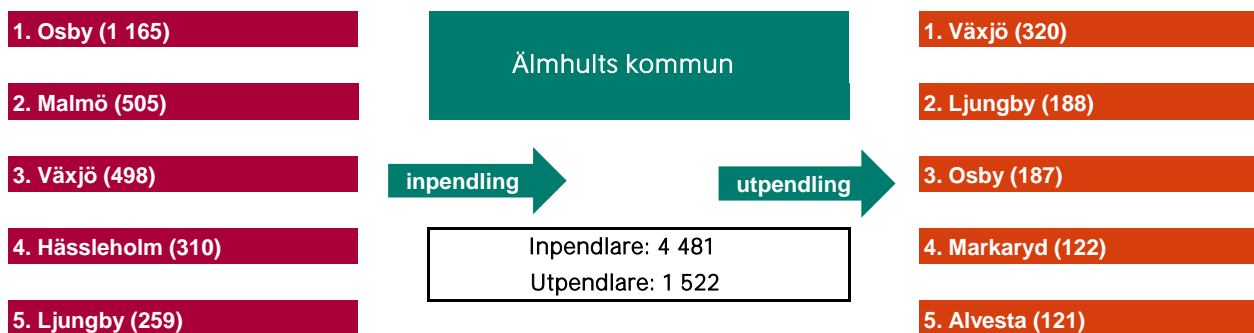 1. Osby (1 165)
2. Malmö (505)
3. Växjö (498)
4. Hässleholm (310)
5. Ljungby (259)
Älmhults kommun
inpendling
utpendling
Inpendlare: 4 481
Utpendlare: 1 522
1. Växjö (320)
2. Ljungby (188)
3. Osby (187)
4. Markaryd (122)
5. Alvesta (121)